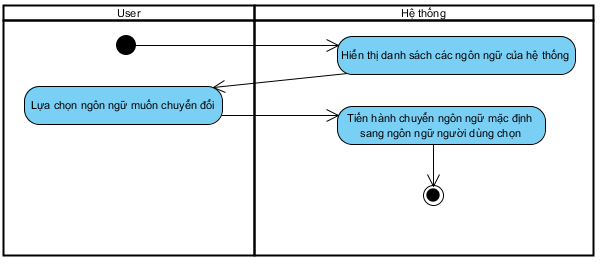 User
Hệ thống
Hiển thị danh sách các ngôn ngữ của hệ thống
Lựa chọn ngôn ngữ muốn chuyển đổi
Tiến hành chuyển ngôn ngữ mặc định
sang ngôn ngữ người dùng chọn